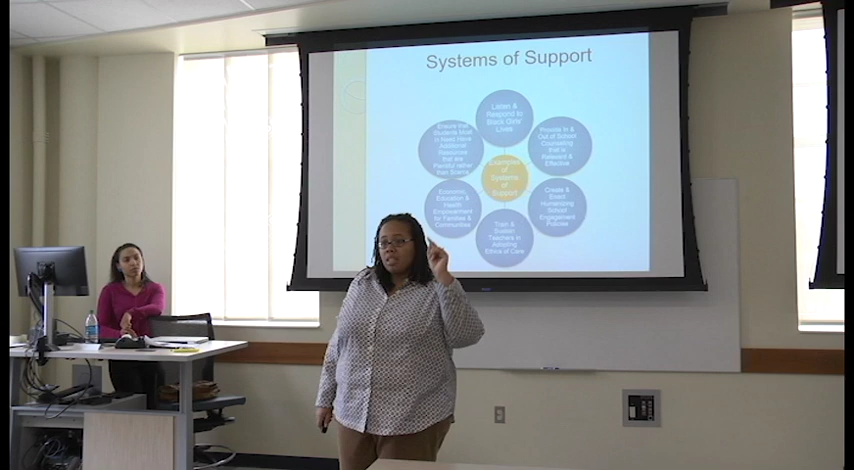 Systems of Support
Listen &
Respond to
Black Girls'
Lives
Provide In &
Out of School
Counseling
that is
Relevant &
Effective
Create &
Enact
Humanizing
School
Engagement
Policies
Train &
Sustain
Teachers in
Adopting
Ethics of Care
Economic,
Education &
Health
Empowerment
for Families &
Communities
Ensure that
Students Most
in Need Have
Additional
Resources
that are
Plentiful rather
than Scarce
Examples
of
Systems
of
Support